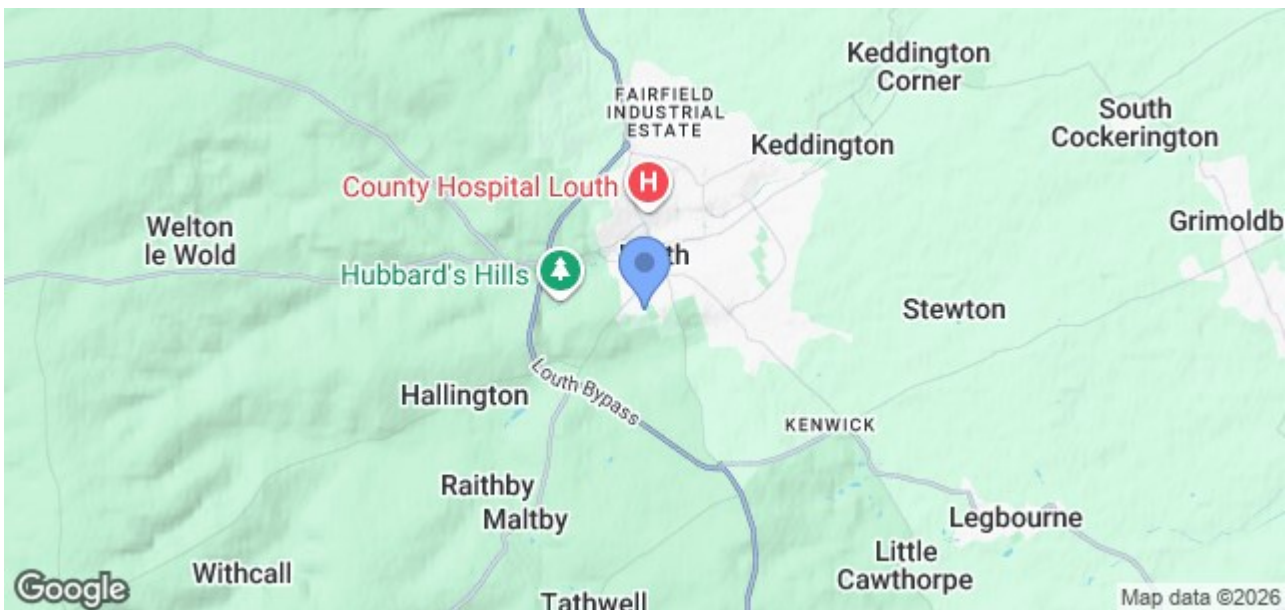 Keddington
Corner
FAIRFIELD
INDUSTRIAL
ESTATE
South
Cockerington
Keddington
County Hospital Louth
H
Welton
le Wold
Grimoldb
Hubbard's Hills
Stewton
Louth Bypass
Hallington
KENWICK
Raithby
Maltby
Legbourne
Withcall
Little
Cawthorpe
Tathwell
Google
Map data ©2026